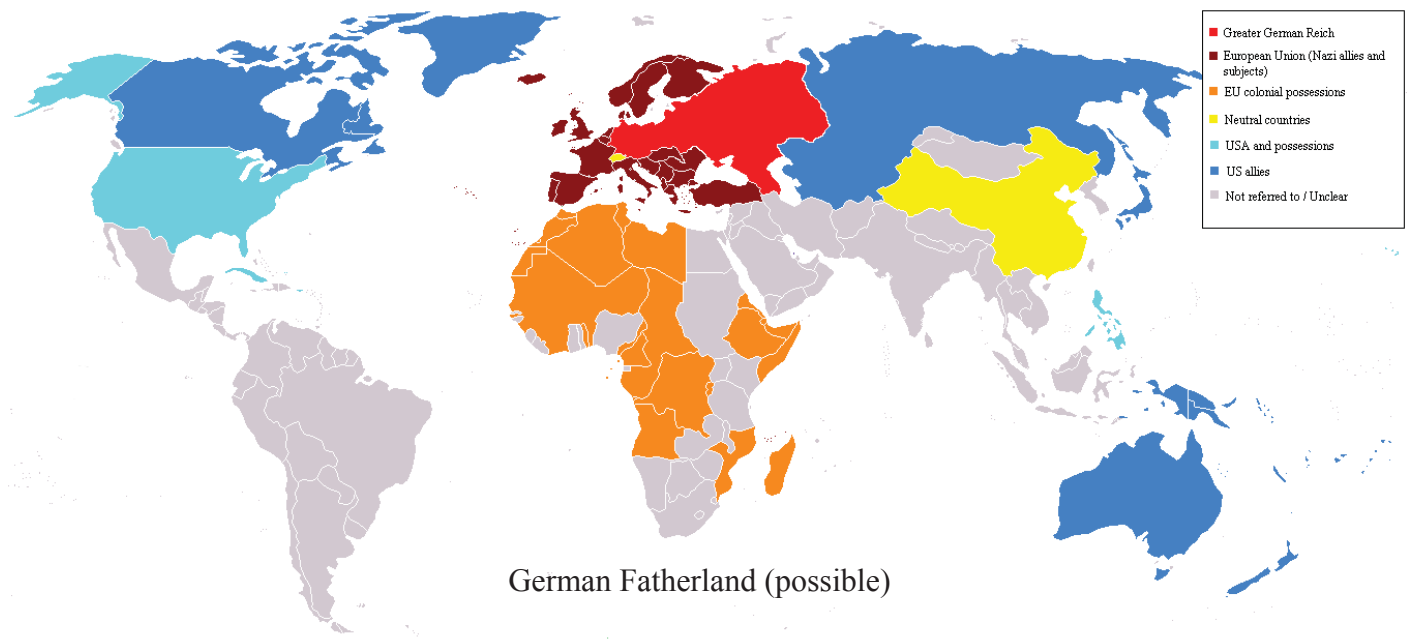 Greater German Reich
European Union (Nazi allies and
subjects)
EU colonial possessions
Neutral countries
USA and possessions
US allies
Not referred to / Unclear
German Fatherland (possible)